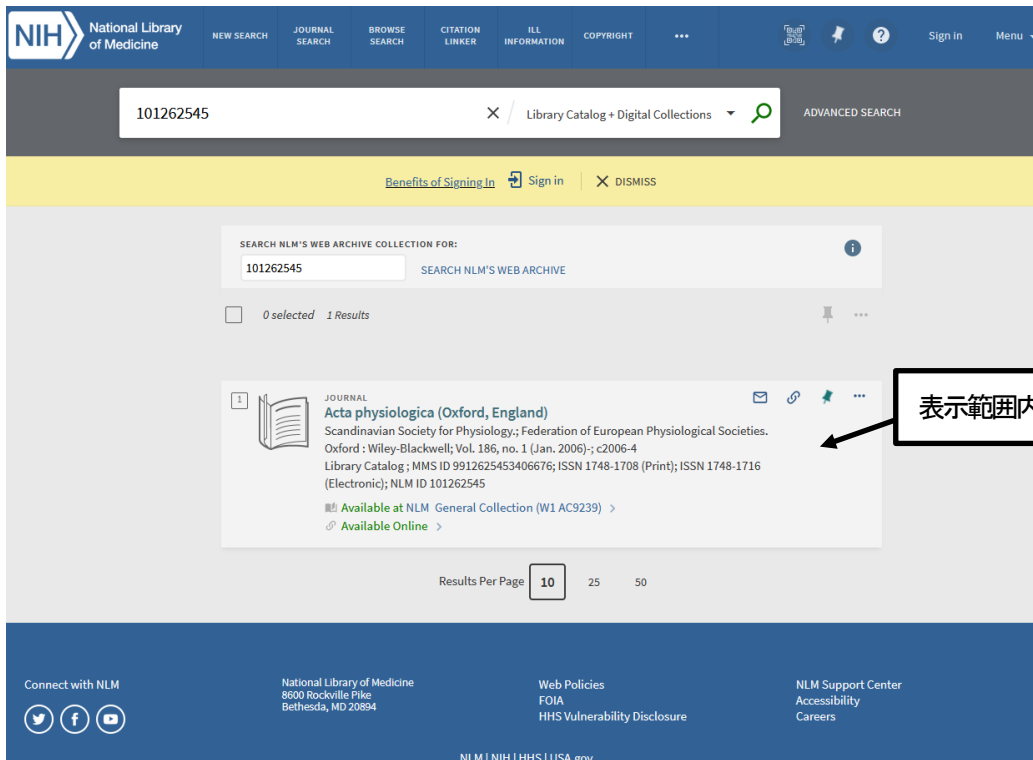 NIH National Library of Medicine
NEW SEARCH
JOURNAL SEARCH
BROWSE SEARCH
CITATION LINKER
ILL INFORMATION
COPYRIGHT
•••
?
Sign in
Menu
101262545
Library Catalog + Digital Collections
ADVANCED SEARCH
Benefits of Signing In
Sign in
DISMISS
SEARCH NLM'S WEB ARCHIVE COLLECTION FOR:
101262545
SEARCH NLM'S WEB ARCHIVE
0 selected 1 Results
1
JOURNAL
Acta physiologica (Oxford, England)
Scandinavian Society for Physiology.; Federation of European Physiological Societies.
Oxford : Wiley-Blackwell; Vol. 186, no. 1 (Jan. 2006)-; c2006-4
Library Catalog ; MMS ID 9912625453406676; ISSN 1748-1708 (Print); ISSN 1748-1716
(Electronic); NLM ID 101262545
Available at NLM General Collection (W1 AC9239) >
Available Online >
表示範囲内
Results Per Page 10 25 50
Connect with NLM
National Library of Medicine
8600 Rockville Pike
Bethesda, MD 20894
Web Policies
FOIA
HHS Vulnerability Disclosure
NLM Support Center
Accessibility
Careers
NLM | NIH | HHS | USA.gov